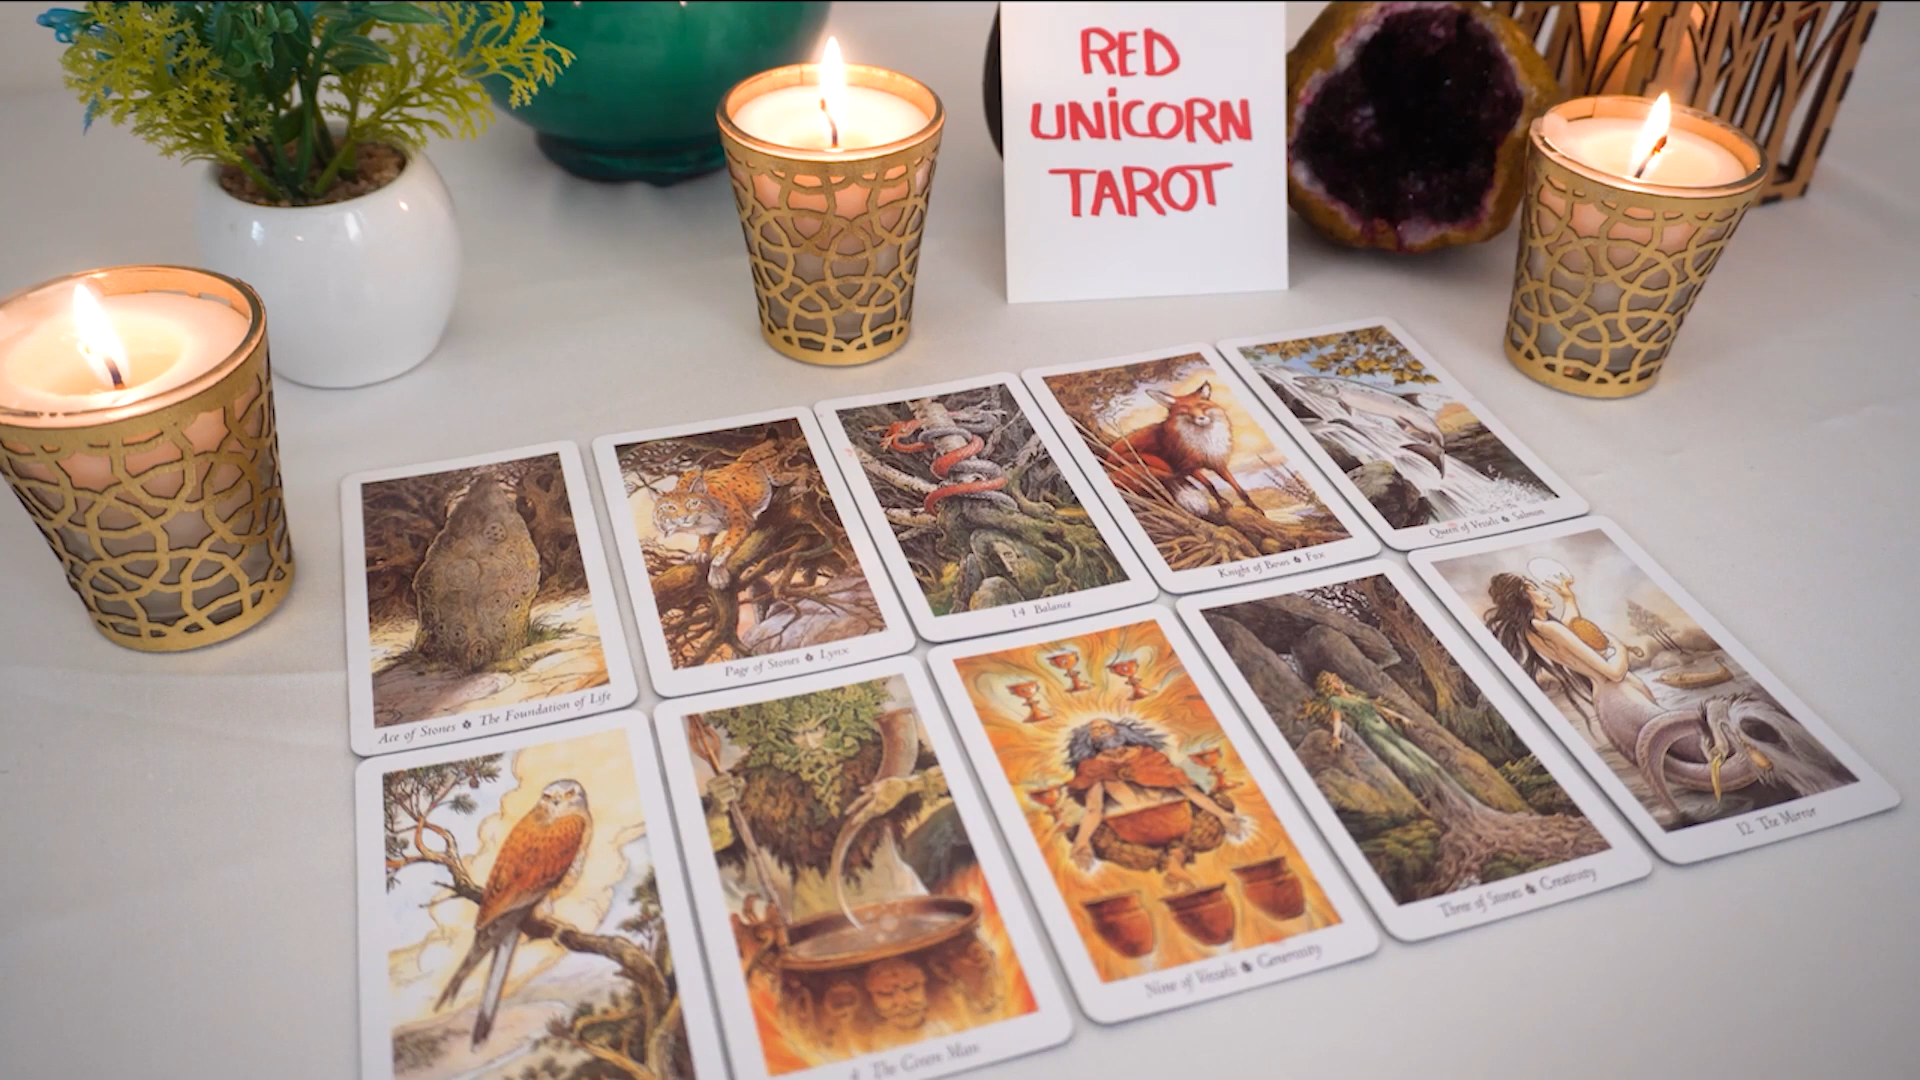 RED
UNiCORN
TAROT
Ace of Stones The Foundation of Life
Page of Stones Lynx
14 Balance
Knight of Bows Fox
Queen of Vessels Salmon
4 The Green Man
Nine of Vessels Generosity
Three of Stones Creativity
12 The Mirror